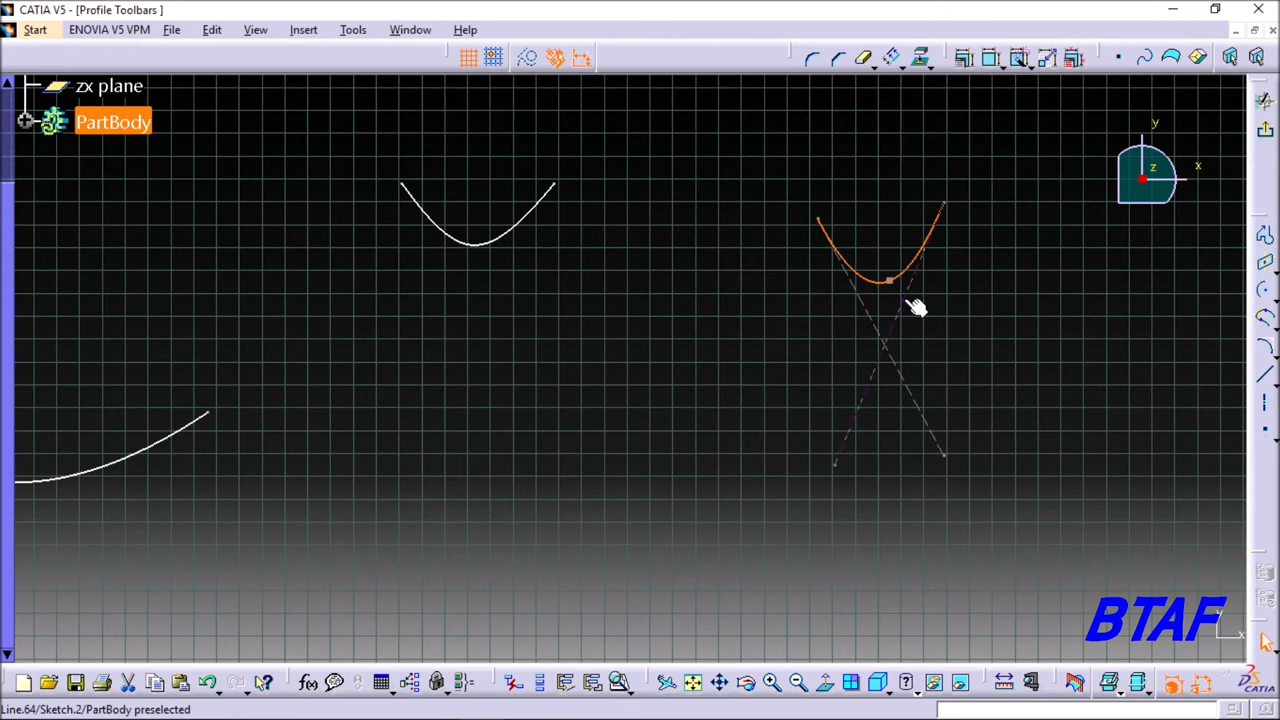 CATIA V5 - [Profile Toolbars ]
Start ENOVIA V5 VPM File Edit View Insert Tools Window Help
zx plane
PartBody
y
x
z
BTAF
y
x
f(x)
CATIA
Line.64/Sketch.2/PartBody preselected